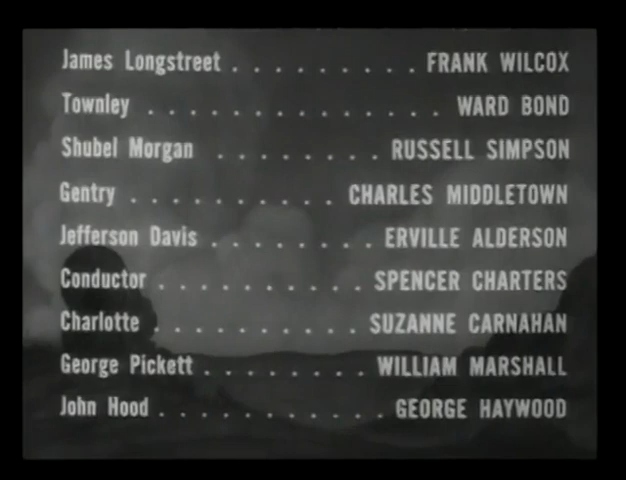 James Longstreet . . . . . . . . . FRANK WILCOX
Townley . . . . . . . . . . . . . . WARD BOND
Shubel Morgan . . . . . . . . RUSSELL SIMPSON
Gentry . . . . . . . . . . CHARLES MIDDLETOWN
Jefferson Davis . . . . . . . . ERVILLE ALDERSON
Conductor . . . . . . . . . . SPENCER CHARTERS
Charlotte . . . . . . . . . . SUZANNE CARNAHAN
George Pickett . . . . . . . . WILLIAM MARSHALL
John Hood . . . . . . . . . . . GEORGE HAYWOOD